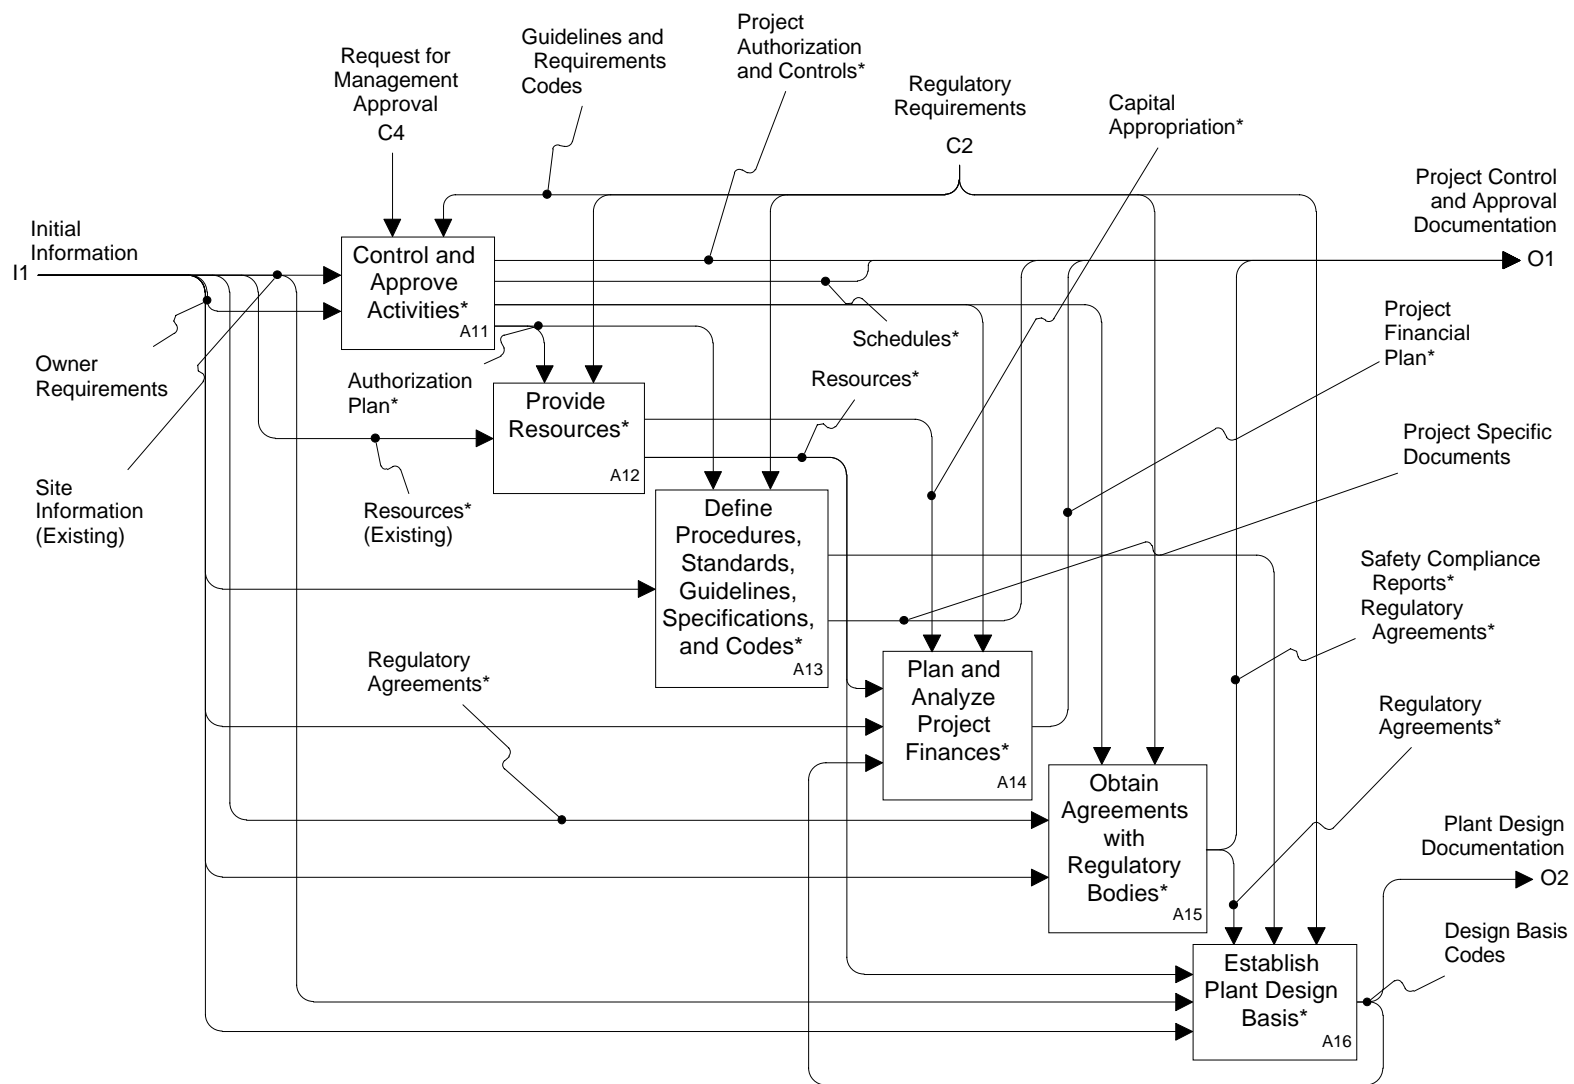 Project
Authorization
and Controls*
Guidelines and
Requirements
Codes
Request for
Management
Approval
C4
Regulatory
Requirements
C2
Capital
Appropriation*
Project Control
and Approval
Documentation
O1
Initial
Information
I1
Control and
Approve
Activities*
A11
Owner
Requirements
Authorization
Plan*
Schedules*
Resources*
Project
Financial
Plan*
Provide
Resources*
A12
Project Specific
Documents
Site
Information
(Existing)
Resources*
(Existing)
Define
Procedures,
Standards,
Guidelines,
Specifications,
and Codes*
A13
Safety Compliance
Reports*
Regulatory
Agreements*
Regulatory
Agreements*
Plan and
Analyze
Project
Finances*
A14
Regulatory
Agreements*
Obtain
Agreements
with
Regulatory
Bodies*
A15
Plant Design
Documentation
O2
Design Basis
Codes
Establish
Plant Design
Basis*
A16